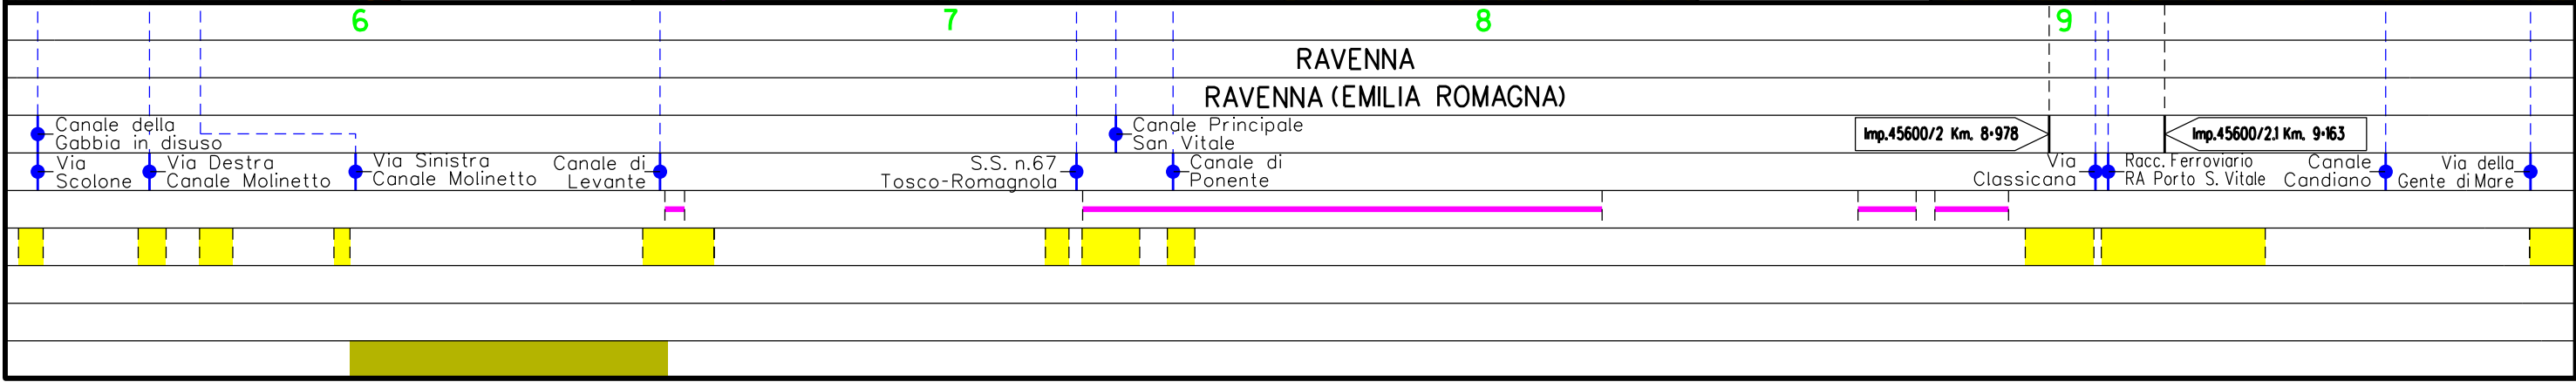 6 7 8 9
RAVENNA
RAVENNA (EMILIA ROMAGNA)
Canale della
Gabbia in disuso
Canale Principale
San Vitale
Imp.45600/2 Km. 8+978
Imp.45600/2.1 Km. 9+163
Via
Scolone
Via Destra
Canale Molinetto
Via Sinistra
Canale Molinetto
Canale di
Levante
S.S. n.67
Tosco-Romagnola
Canale di
Ponente
Via
Classicana
Racc. Ferroviario
RA Porto S. Vitale
Canale
Candiano
Via della
Gente di Mare